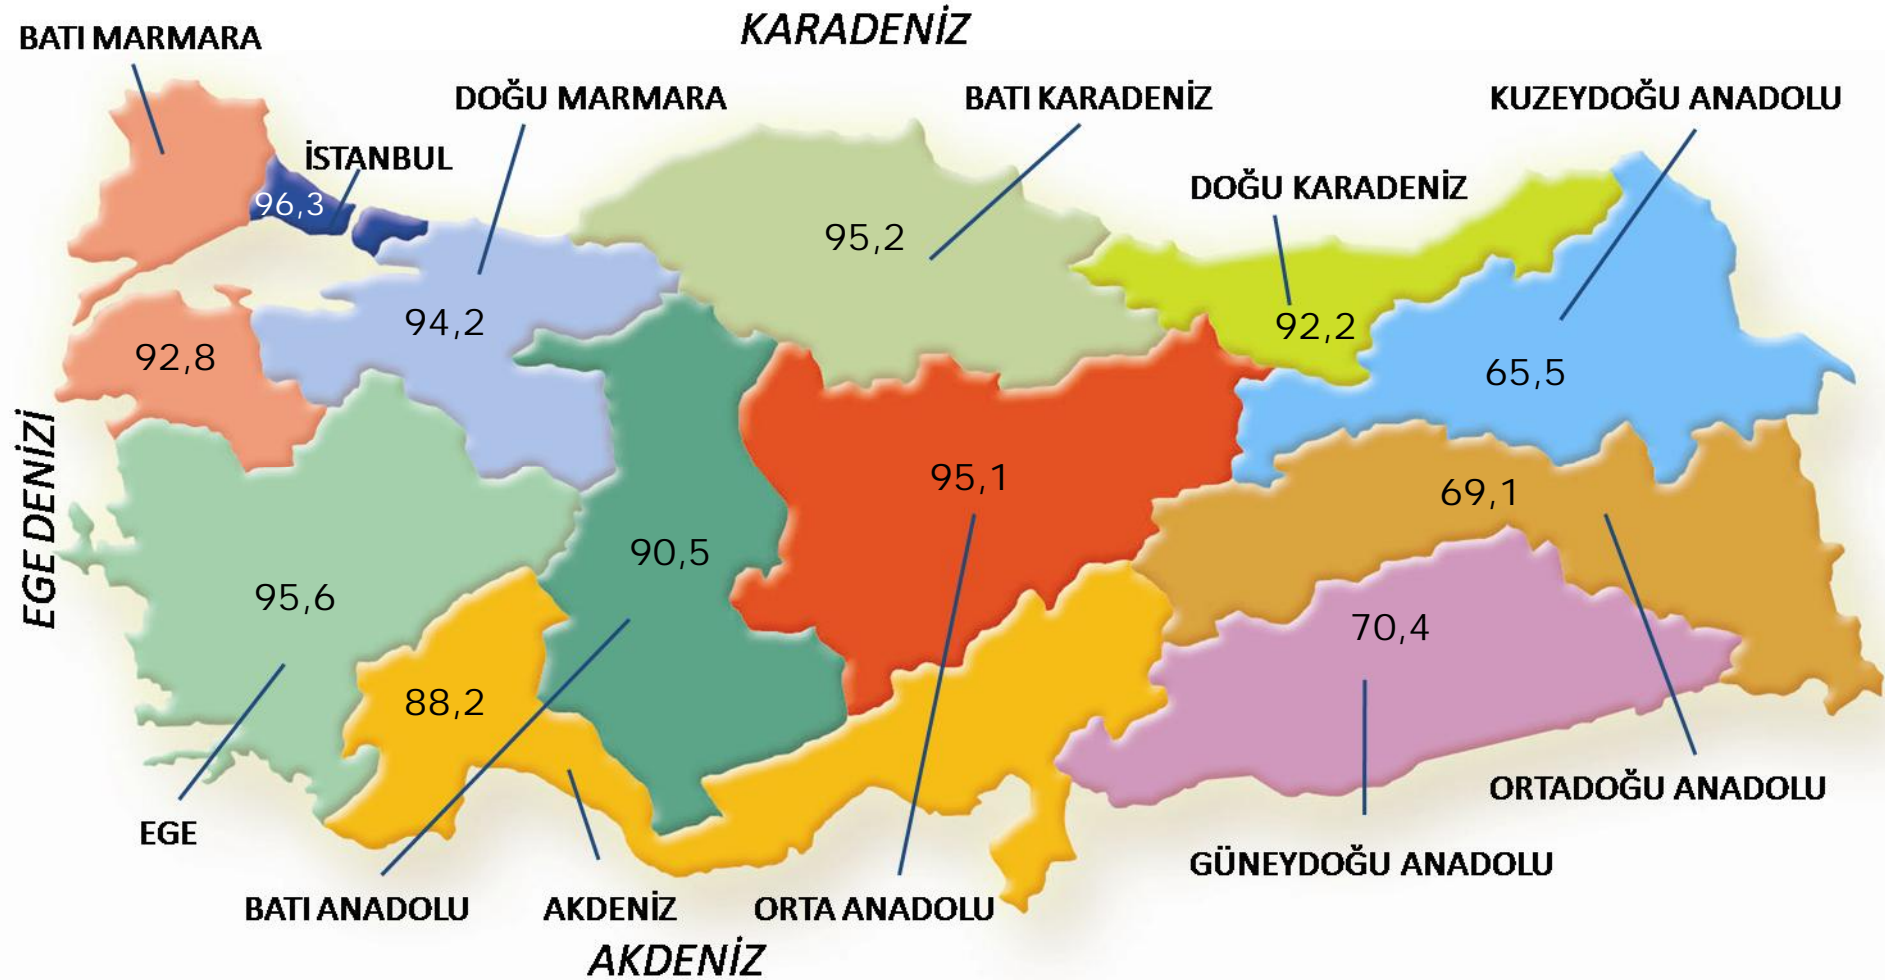 KARADENİZ
BATI MARMARA
DOĞU MARMARA
BATI KARADENİZ
KUZEYDOĞU ANADOLU
İSTANBUL
DOĞU KARADENİZ
96,3
95,2
94,2
92,2
92,8
65,5
EGE DENİZİ
95,1
69,1
90,5
95,6
70,4
88,2
ORTADOĞU ANADOLU
EGE
GÜNEYDOĞU ANADOLU
BATI ANADOLU
AKDENİZ
ORTA ANADOLU
AKDENİZ